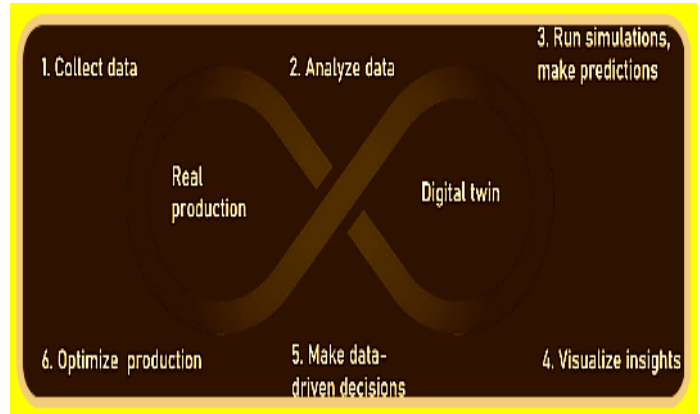 1. Collect data
2. Analyze data
3. Run simulations,
make predictions
Real
production
Digital twin
6. Optimize production
5. Make data-
driven decisions
4. Visualize insights